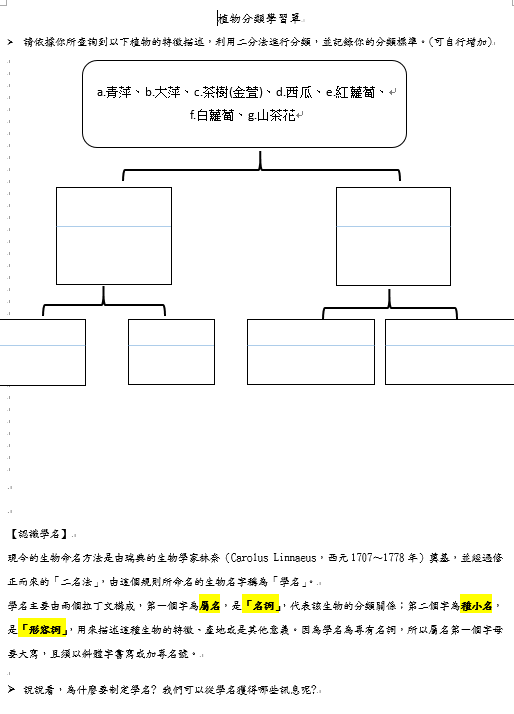 植物分類學習單
➢ 請依據你所查詢到以下植物的特徵描述，利用二分法進行分類，並記錄你的分類標準。(可自行增加)
a.青萍、b.大萍、c.茶樹(金萱)、d.西瓜、e.紅蘿蔔、
f.白蘿蔔、g.山茶花
【認識學名】
現今的生物命名方法是由瑞典的生物學家林奈（Carolus Linnaeus，西元1707～1778年）奠基，並經過修
正而來的「二名法」，由這個規則所命名的生物名字稱為「學名」。
學名主要由兩個拉丁文構成，第一個字為屬名，是「名詞」，代表該生物的分類關係；第二個字為種小名，
是「形容詞」，用來描述這種生物的特徵、產地或是其他意義。因為學名為專有名詞，所以屬名第一個字母
要大寫，且須以斜體字書寫或加專名號。
➢ 說說看，為什麼要制定學名? 我們可以從學名獲得哪些訊息呢?